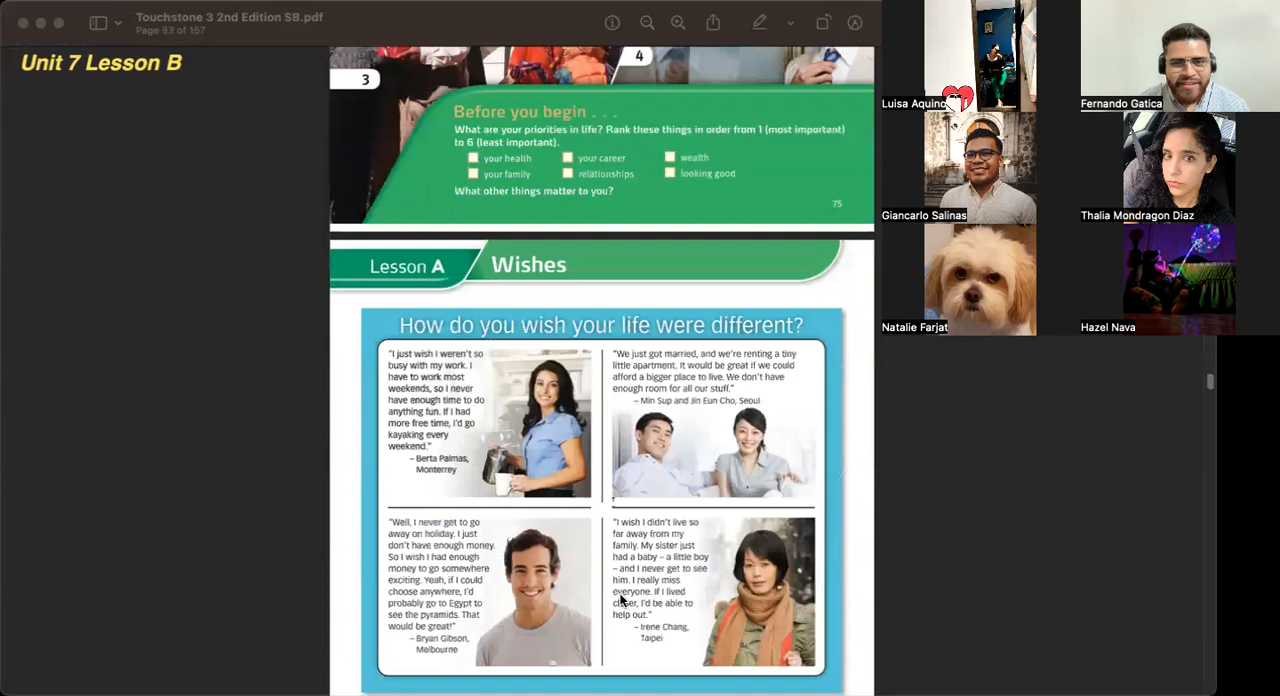 Touchstone 3 2nd Edition SB.pdf
Page 82 of 157
Unit 7 Lesson B
3
4
Before you begin . . .
What are your priorities in life? Rank these things in order from 1 (most important)
to 6 (least important).
your health
your career
wealth
your family
relationships
looking good
What other things matter to you?
75
Lesson A
Wishes
How do you wish your life were different?
"I just wish I weren't so
busy with my work. I
have to work most
weekends, so I never
have enough time to do
anything fun. If I had
more free time, I'd go
kayaking every
weekend."
– Berta Palmas,
Monterrey
"We just got married, and we're renting a tiny
little apartment. It would be great if we could
afford a bigger place to live. We don't have
enough room for all our stuff."
– Min Sup and Jin Eun Cho, Seoul
"Well, I never get to go
away on holiday. I just
don't have enough money.
So I wish I had enough
money to go somewhere
exciting. Yeah, if I could
choose anywhere, I'd
probably go to Egypt to
see the pyramids. That
would be great!"
– Bryan Gibson,
Melbourne
"I wish I didn't live so
far away from my
family. My sister just
had a baby – a little boy
– and I never get to see
him. I really miss
everyone. If I lived
I'd be able to
help out."
– Irene Chang,
Taipei
Luisa Aquino
Fernando Gatica
Giancarlo Salinas
Thalia Mondragon Diaz
Natalie Farjat
Hazel Nava